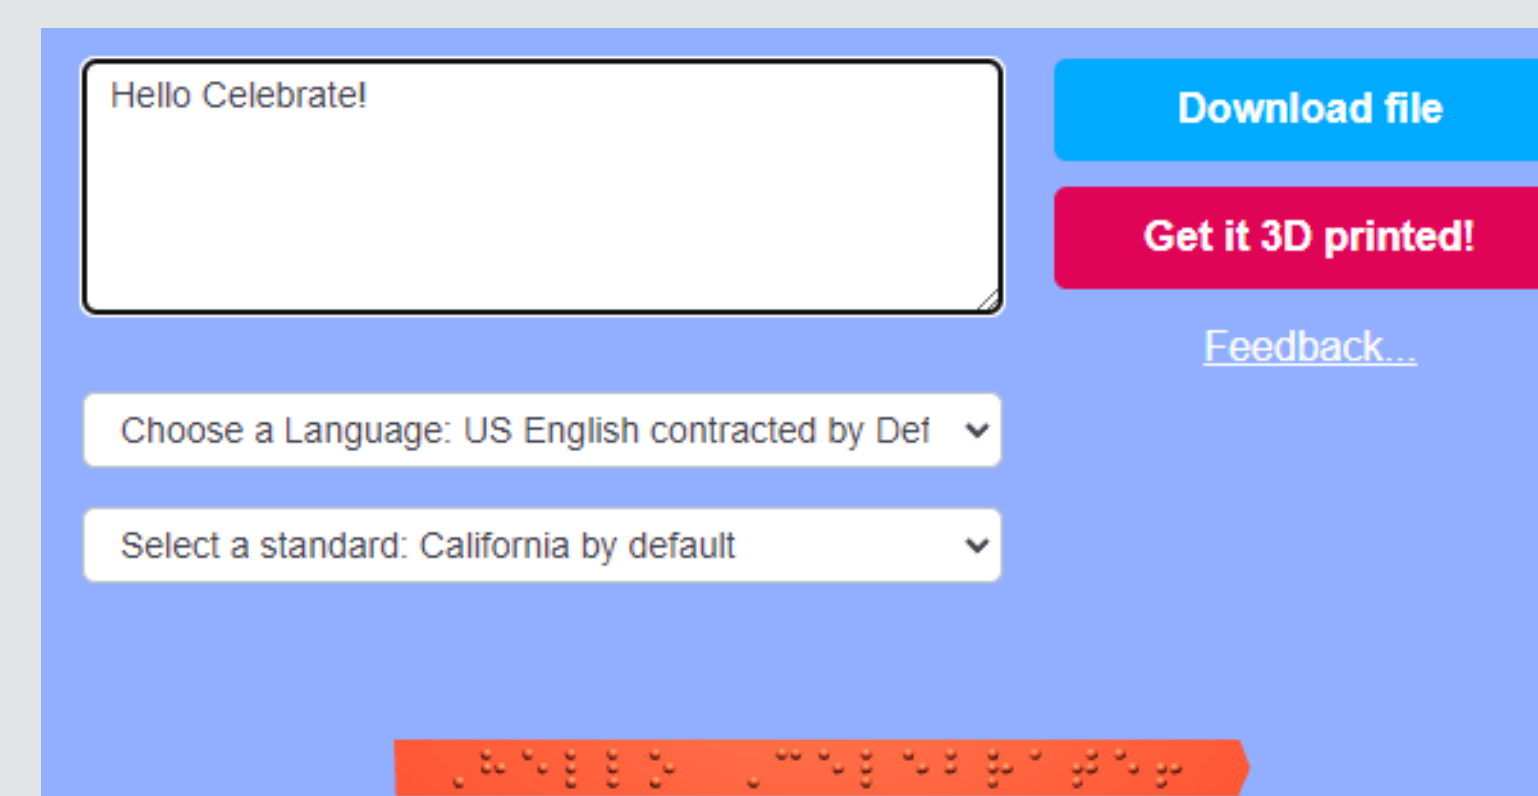 Hello Celebrate!
Download file
Get it 3D printed!
Feedback...
Choose a Language: US English contracted by Def
Select a standard: California by default
⠠⠓⠑⠇⠇⠕ ⠠⠉⠑⠇⠑⠃⠗⠁⠞⠑⠖